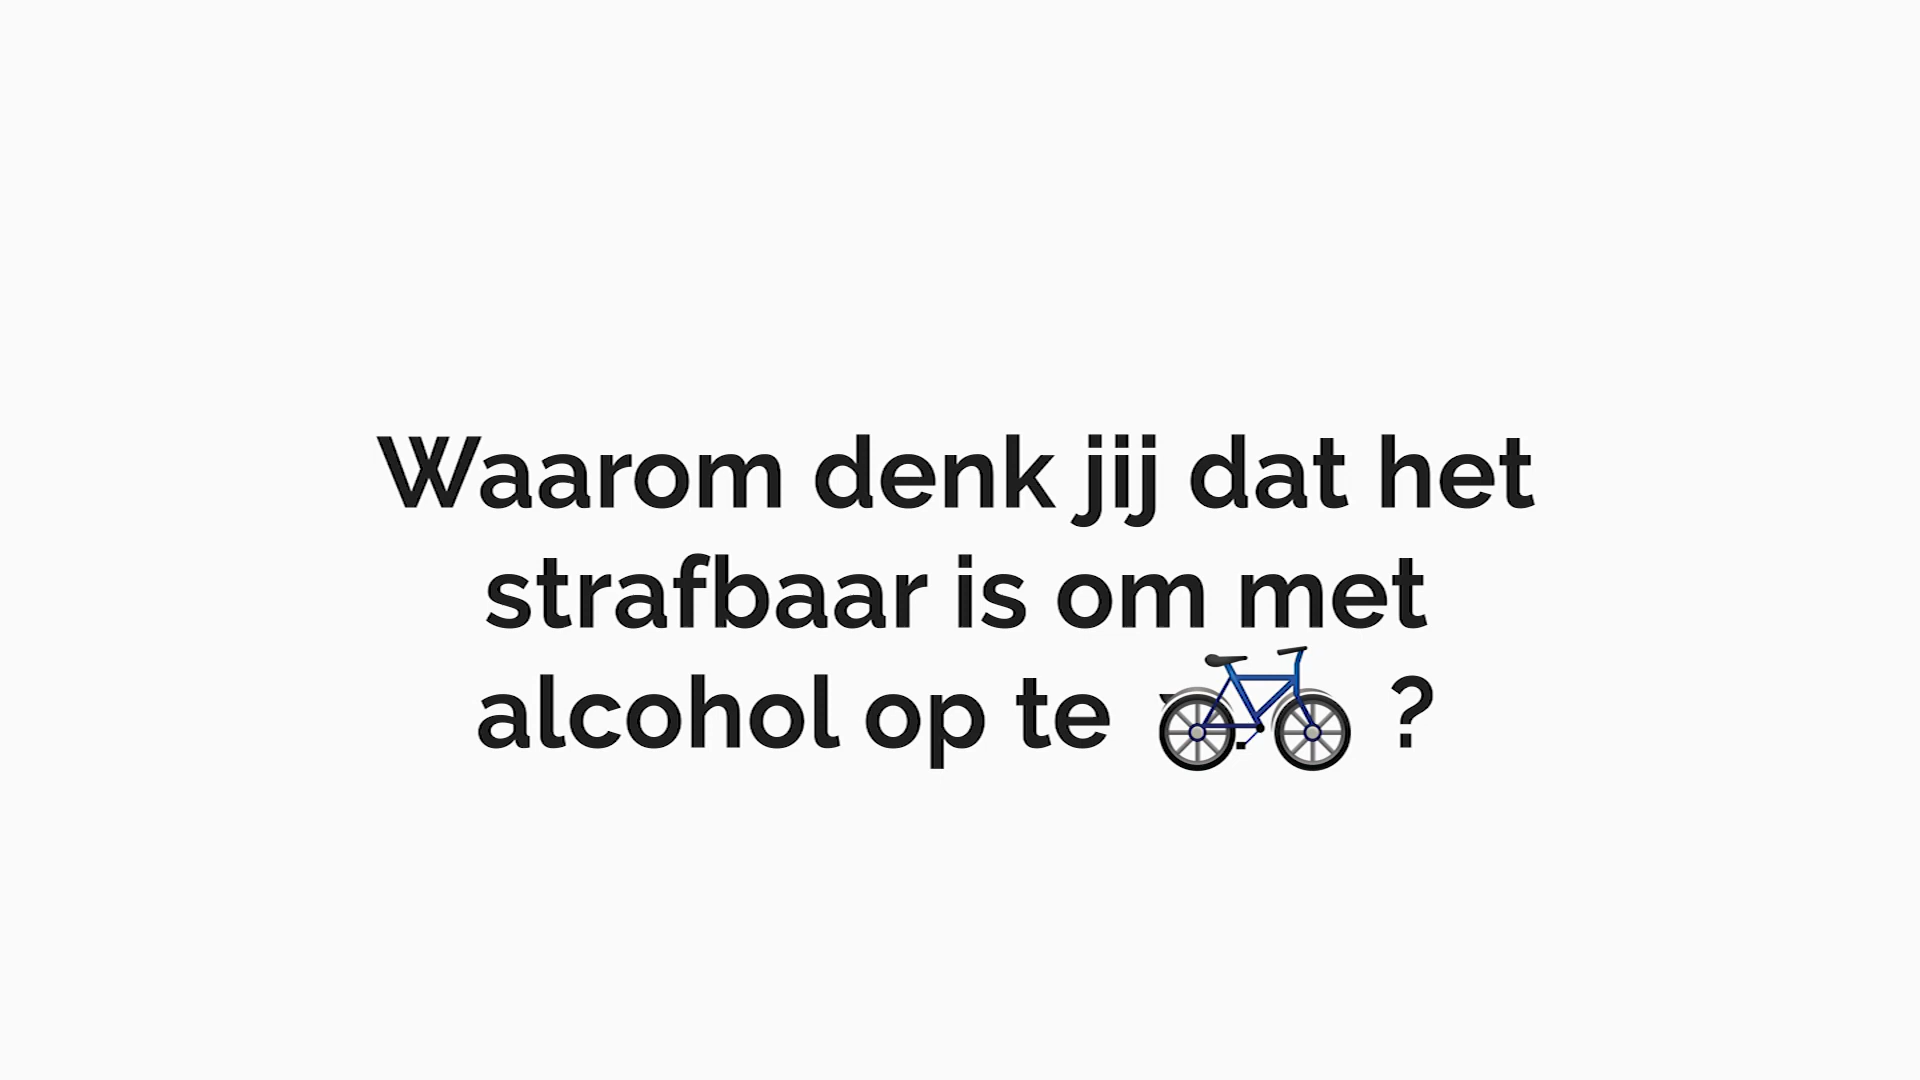 Waarom denk jij dat het
strafbaar is om met
alcohol op te 🚲 ?